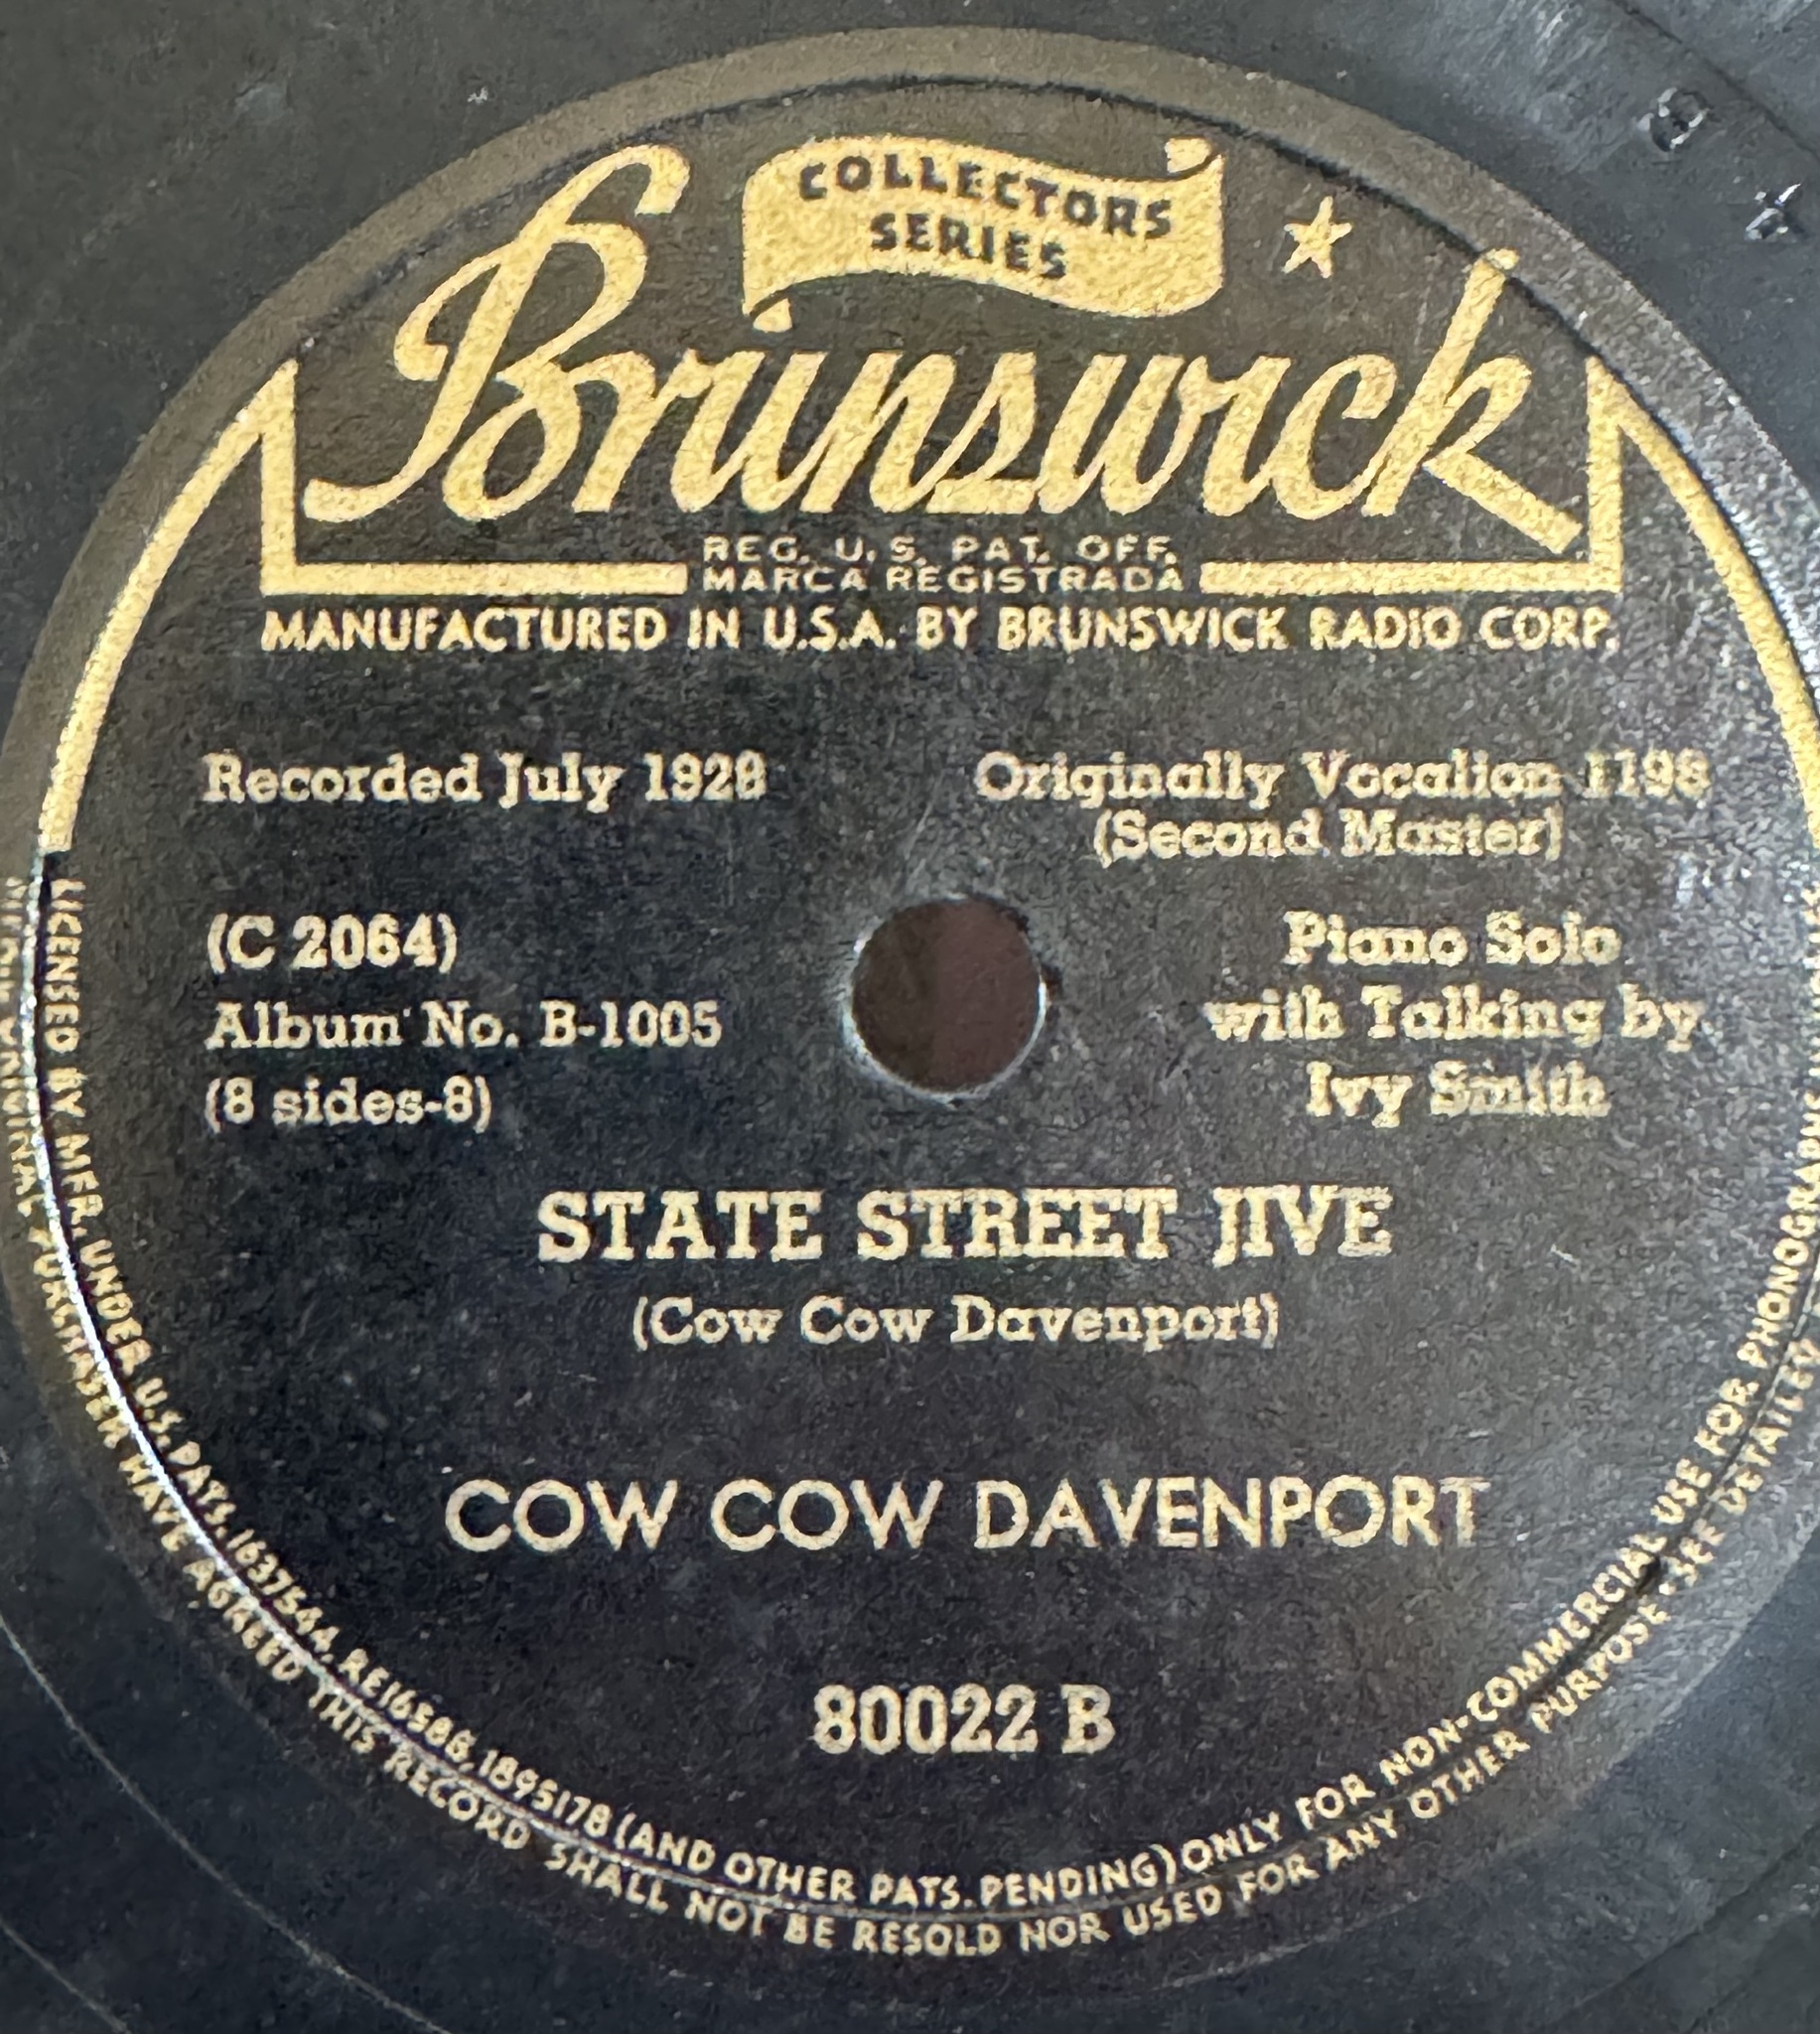 COLLECTORS
SERIES
Brunswick
REG. U. S. PAT. OFF.
MARCA REGISTRADA
MANUFACTURED IN U.S.A. BY BRUNSWICK RADIO CORP.
Recorded July 1928
Originally Vocalion 1198
(Second Master)
(C 2064)
Album No. B-1005
(8 sides-8)
Piano Solo
with Talking by
Ivy Smith
STATE STREET JIVE
(Cow Cow Davenport)
COW COW DAVENPORT
80022 B
LICENSED BY MFR. UNDER U.S. PATS. 1637544, RE16588, 1895178 (AND OTHER PATS. PENDING) ONLY FOR NON-COMMERCIAL USE FOR PHONOGRAPH
ORIGINAL PURCHASER HAVE AGREED THIS RECORD SHALL NOT BE RESOLD NOR USED FOR ANY OTHER PURPOSE SEE DETAILED